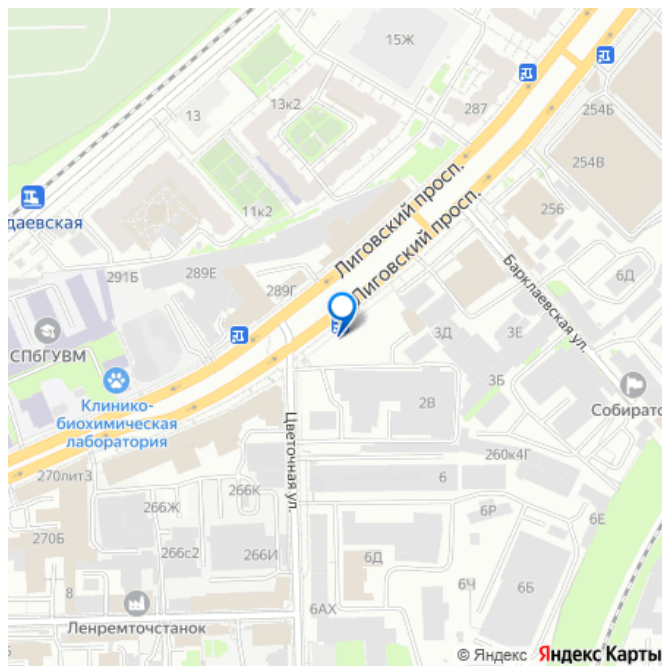 15Ж
13к2
287
254Б
13
254В
Лиговский просп.
11к2
256
даевская
Лиговский просп.
291Б
289Е
289Г
Барклаевская ул.
6Д
3Д
3Е
СПбГУВМ
3Б
Клинико-
биохимическая
лаборатория
2В
Собирато
Цветочная ул.
260к4Г
270лит3
266К
6
266Ж
6Р
6Е
270Б
266с2
266И
6Д
6Ч
6Б
8
6АХ
Ленремточстанок
© Яндекс Яндекс Карты